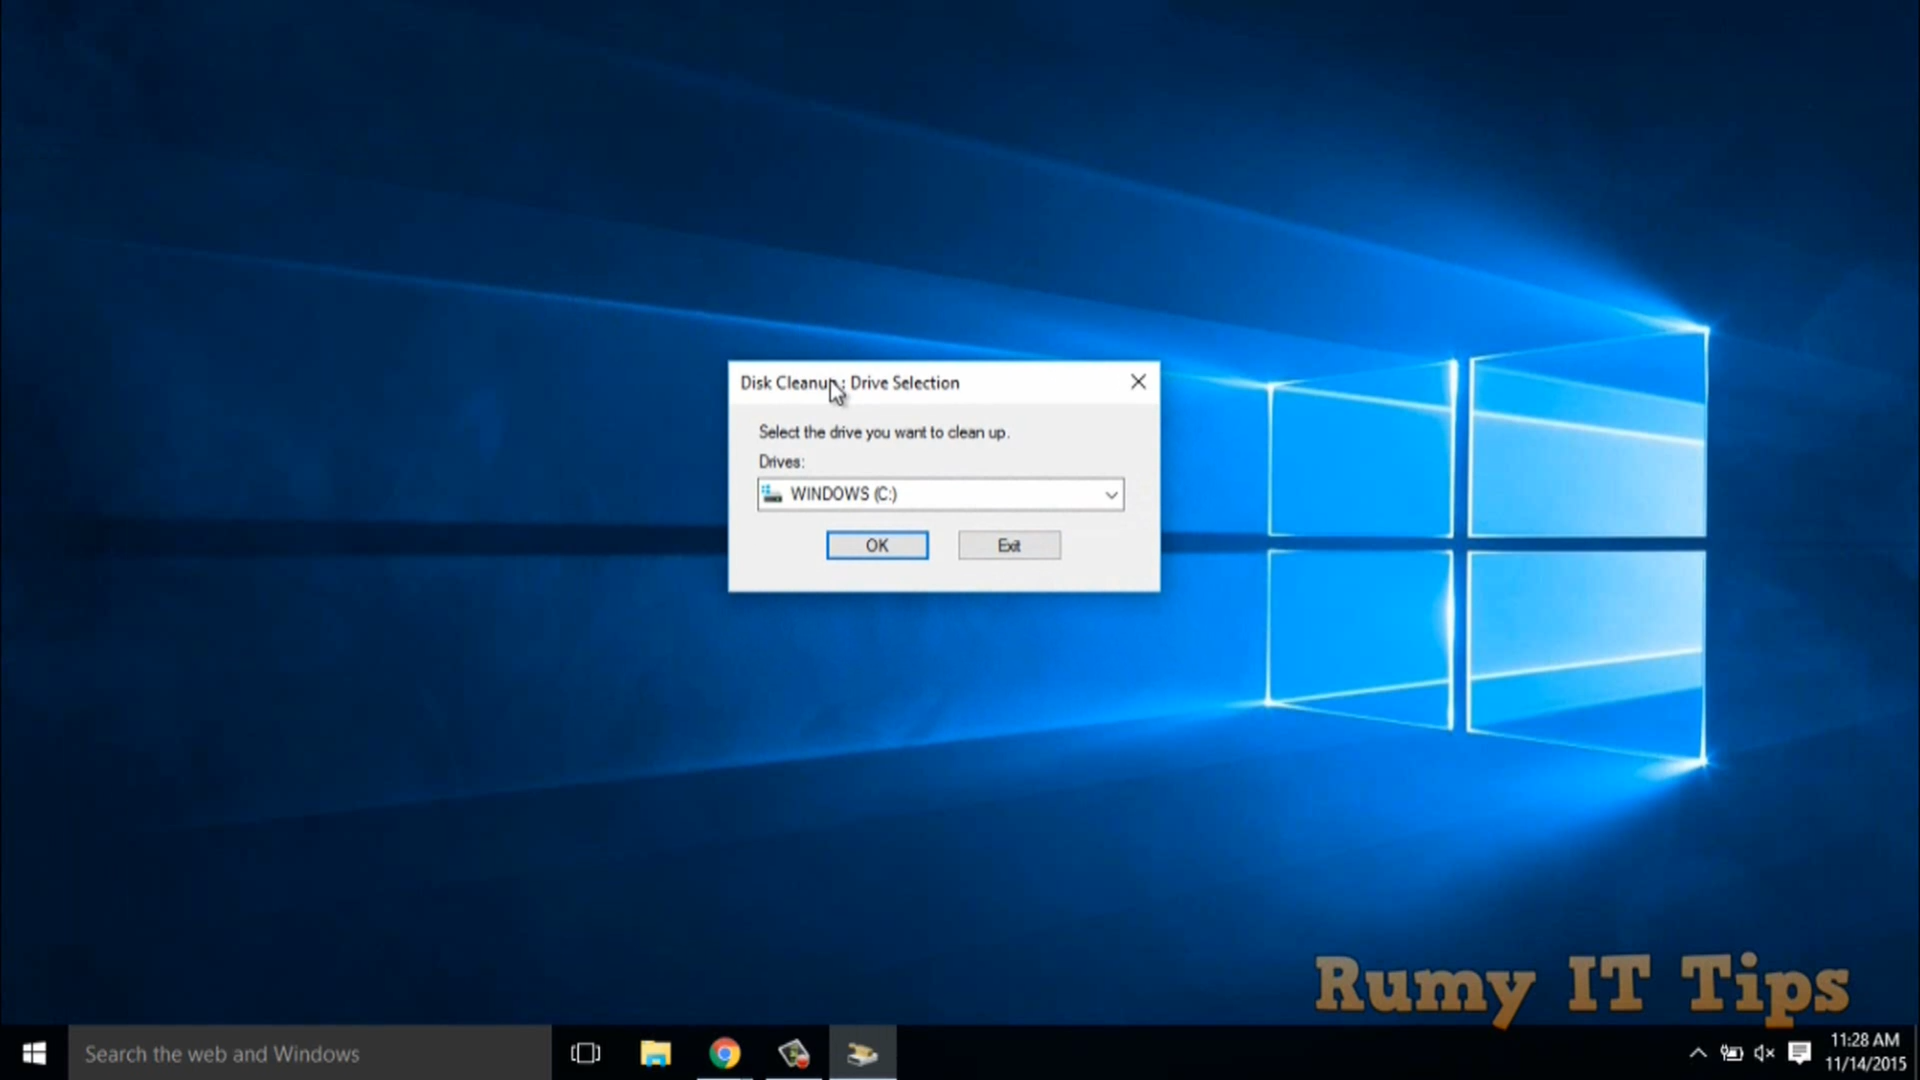 Disk Cleanup : Drive Selection
Select the drive you want to clean up.
Drives:
WINDOWS (C:)
OK
Exit
Rumy IT Tips
Search the web and Windows
11:28 AM
11/14/2015